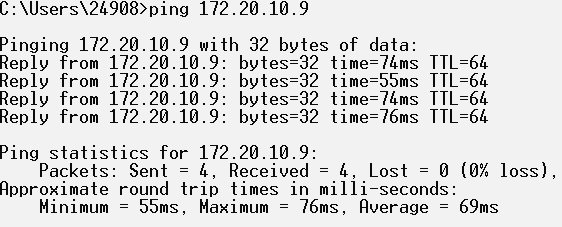 C:\Users\24908>ping 172.20.10.9
Pinging 172.20.10.9 with 32 bytes of data:
Reply from 172.20.10.9: bytes=32 time=74ms TTL=64
Reply from 172.20.10.9: bytes=32 time=55ms TTL=64
Reply from 172.20.10.9: bytes=32 time=74ms TTL=64
Reply from 172.20.10.9: bytes=32 time=76ms TTL=64
Ping statistics for 172.20.10.9:
Packets: Sent = 4, Received = 4, Lost = 0 (0% loss),
Approximate round trip times in milli-seconds:
Minimum = 55ms, Maximum = 76ms, Average = 69ms